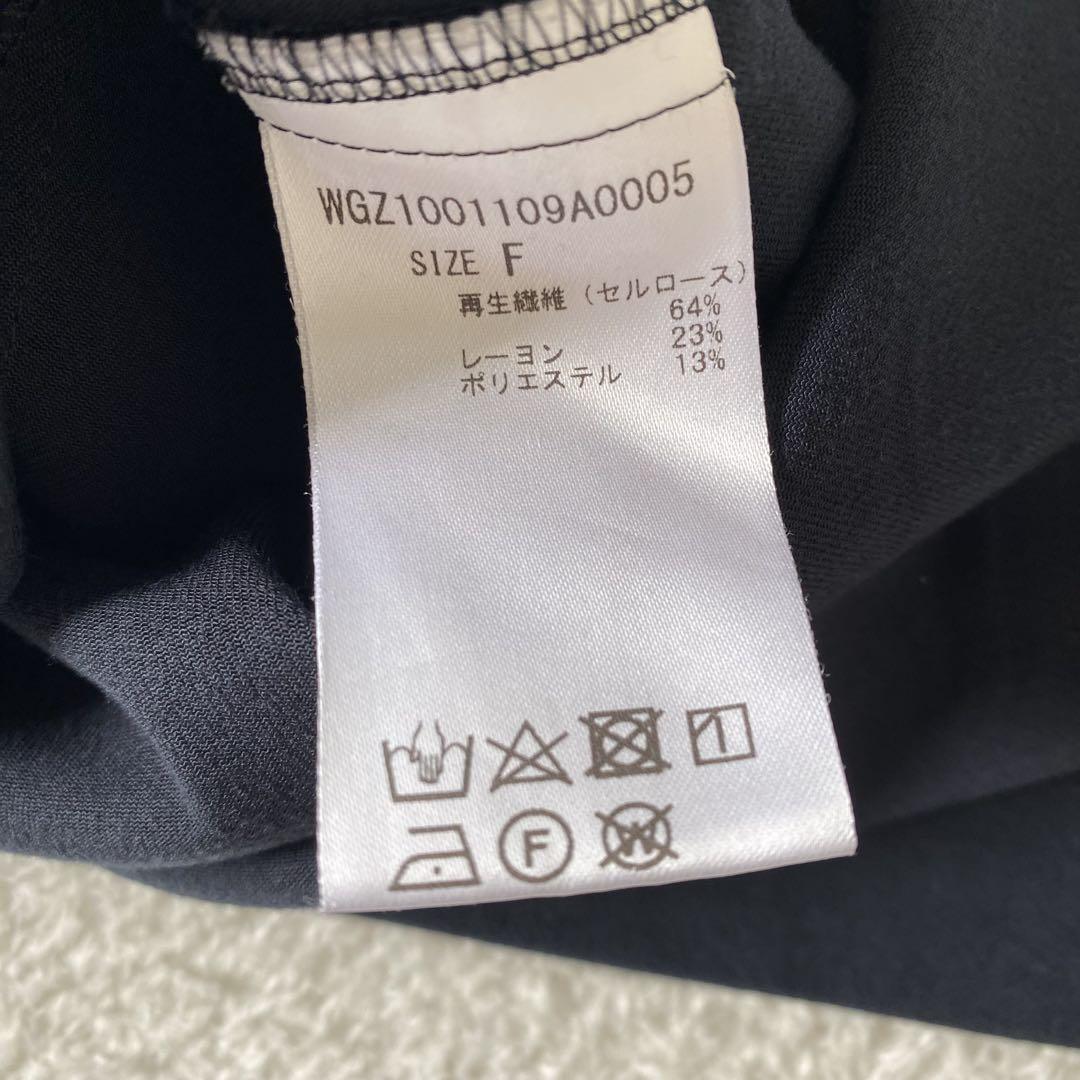 WGZ1001109A0005
SIZE F
再生繊維（セルロース）
64%
レーヨン 23%
ポリエステル 13%
F
W